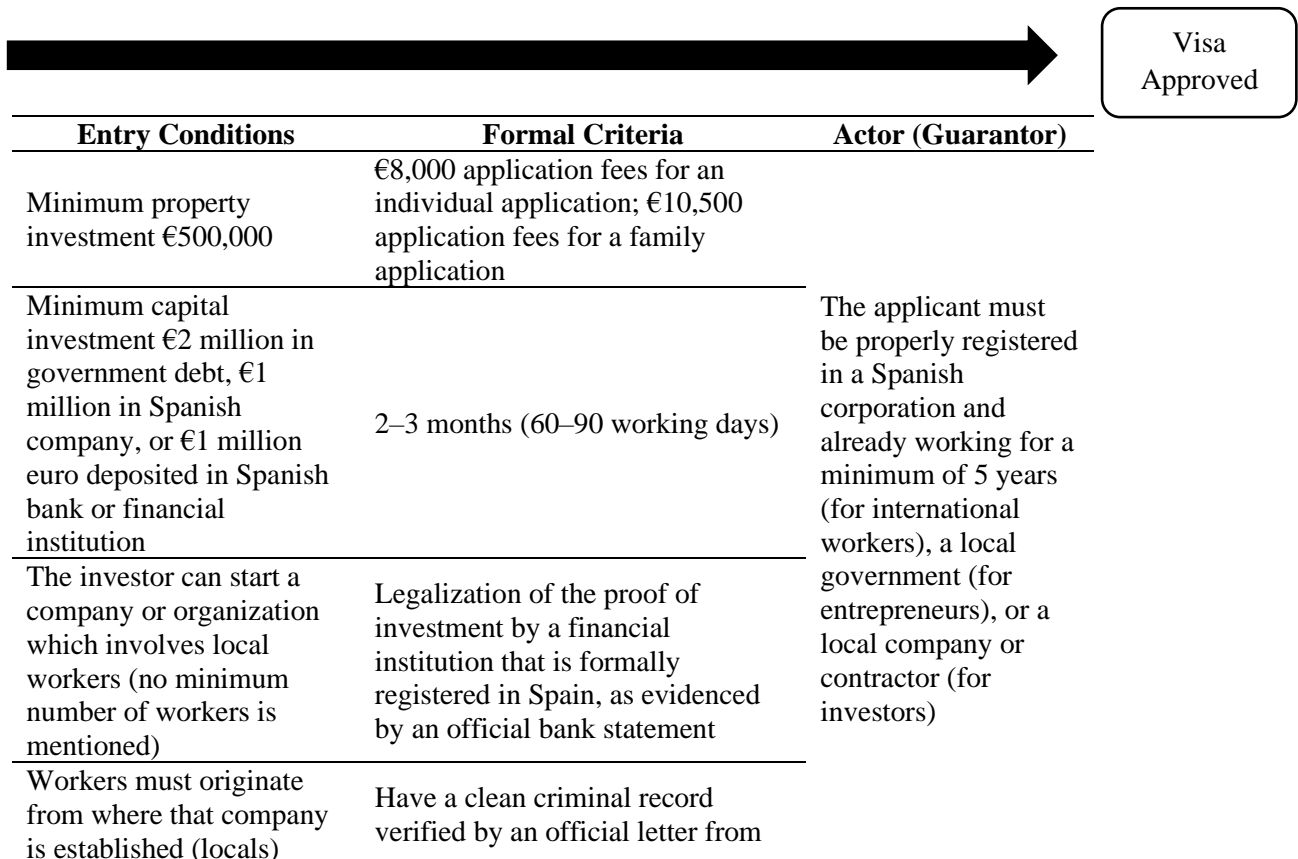 Visa
Approved
Entry Conditions
Formal Criteria
Actor (Guarantor)
Minimum property
investment €500,000
€8,000 application fees for an
individual application; €10,500
application fees for a family
application
Minimum capital
investment €2 million in
government debt, €1
million in Spanish
company, or €1 million
euro deposited in Spanish
bank or financial
institution
2–3 months (60–90 working days)
The investor can start a
company or organization
which involves local
workers (no minimum
number of workers is
mentioned)
Legalization of the proof of
investment by a financial
institution that is formally
registered in Spain, as evidenced
by an official bank statement
Workers must originate
from where that company
is established (locals)
Have a clean criminal record
verified by an official letter from
The applicant must
be properly registered
in a Spanish
corporation and
already working for a
minimum of 5 years
(for international
workers), a local
government (for
entrepreneurs), or a
local company or
contractor (for
investors)